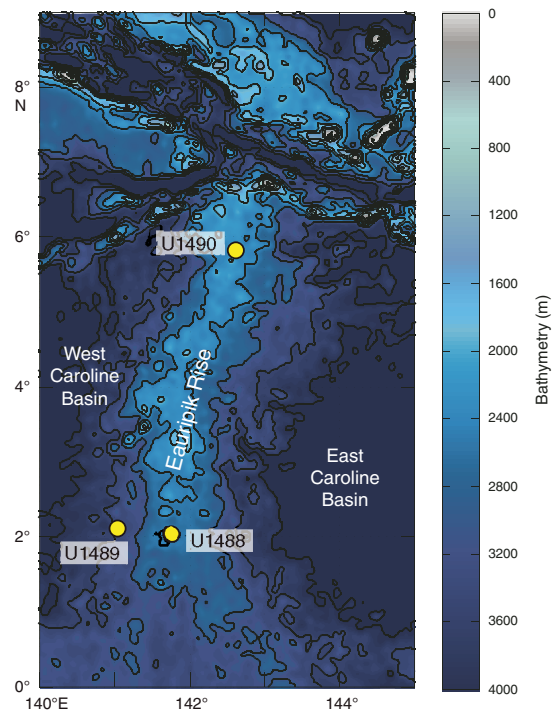 8°
N
6°
4°
2°
0°
140°E
142°
144°
U1490
West
Caroline
Basin
Eauripik Rise
East
Caroline
Basin
U1489
U1488
0
400
800
1200
1600
2000
2400
2800
3200
3600
4000
Bathymetry (m)